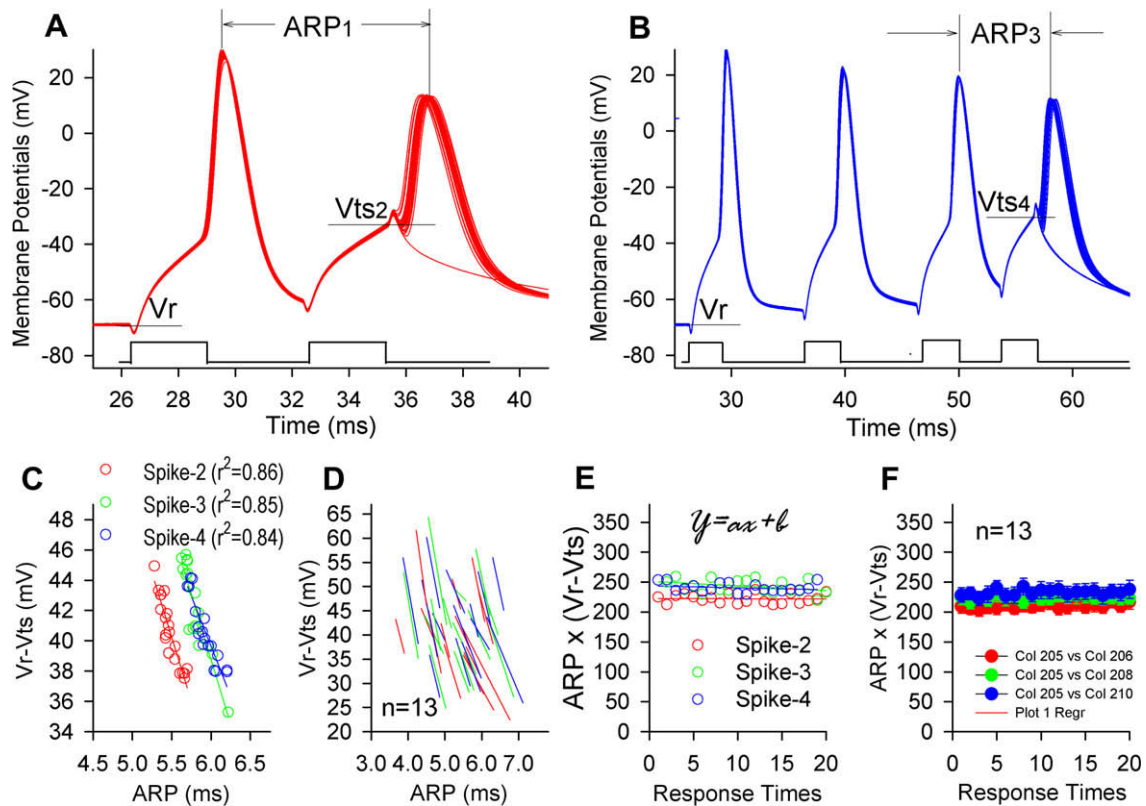 A
ARP1
Membrane Potentials (mV)
20
0
-20
-40
-60
-80
Vts2
Vr
26 28 30 32 34 36 38 40
Time (ms)
B
ARP3
Membrane Potentials (mV)
20
0
-20
-40
-60
-80
Vts4
Vr
30 40 50 60
Time (ms)
C
Spike-2 (r²=0.86)
Spike-3 (r²=0.85)
Spike-4 (r²=0.84)
Vr-Vts (mV)
48
46
44
42
40
38
36
34
4.5 5.0 5.5 6.0 6.5
ARP (ms)
D
Vr-Vts (mV)
65
60
55
50
45
40
35
30
25
20
n=13
3.0 4.0 5.0 6.0 7.0
ARP (ms)
E
y=ax+b
ARP x (Vr-Vts)
350
300
250
200
150
100
50
0
Spike-2
Spike-3
Spike-4
0 5 10 15 20
Response Times
F
n=13
ARP x (Vr-Vts)
350
300
250
200
150
100
50
0
Col 205 vs Col 206
Col 205 vs Col 208
Col 205 vs Col 210
Plot 1 Regr
0 5 10 15 20
Response Times